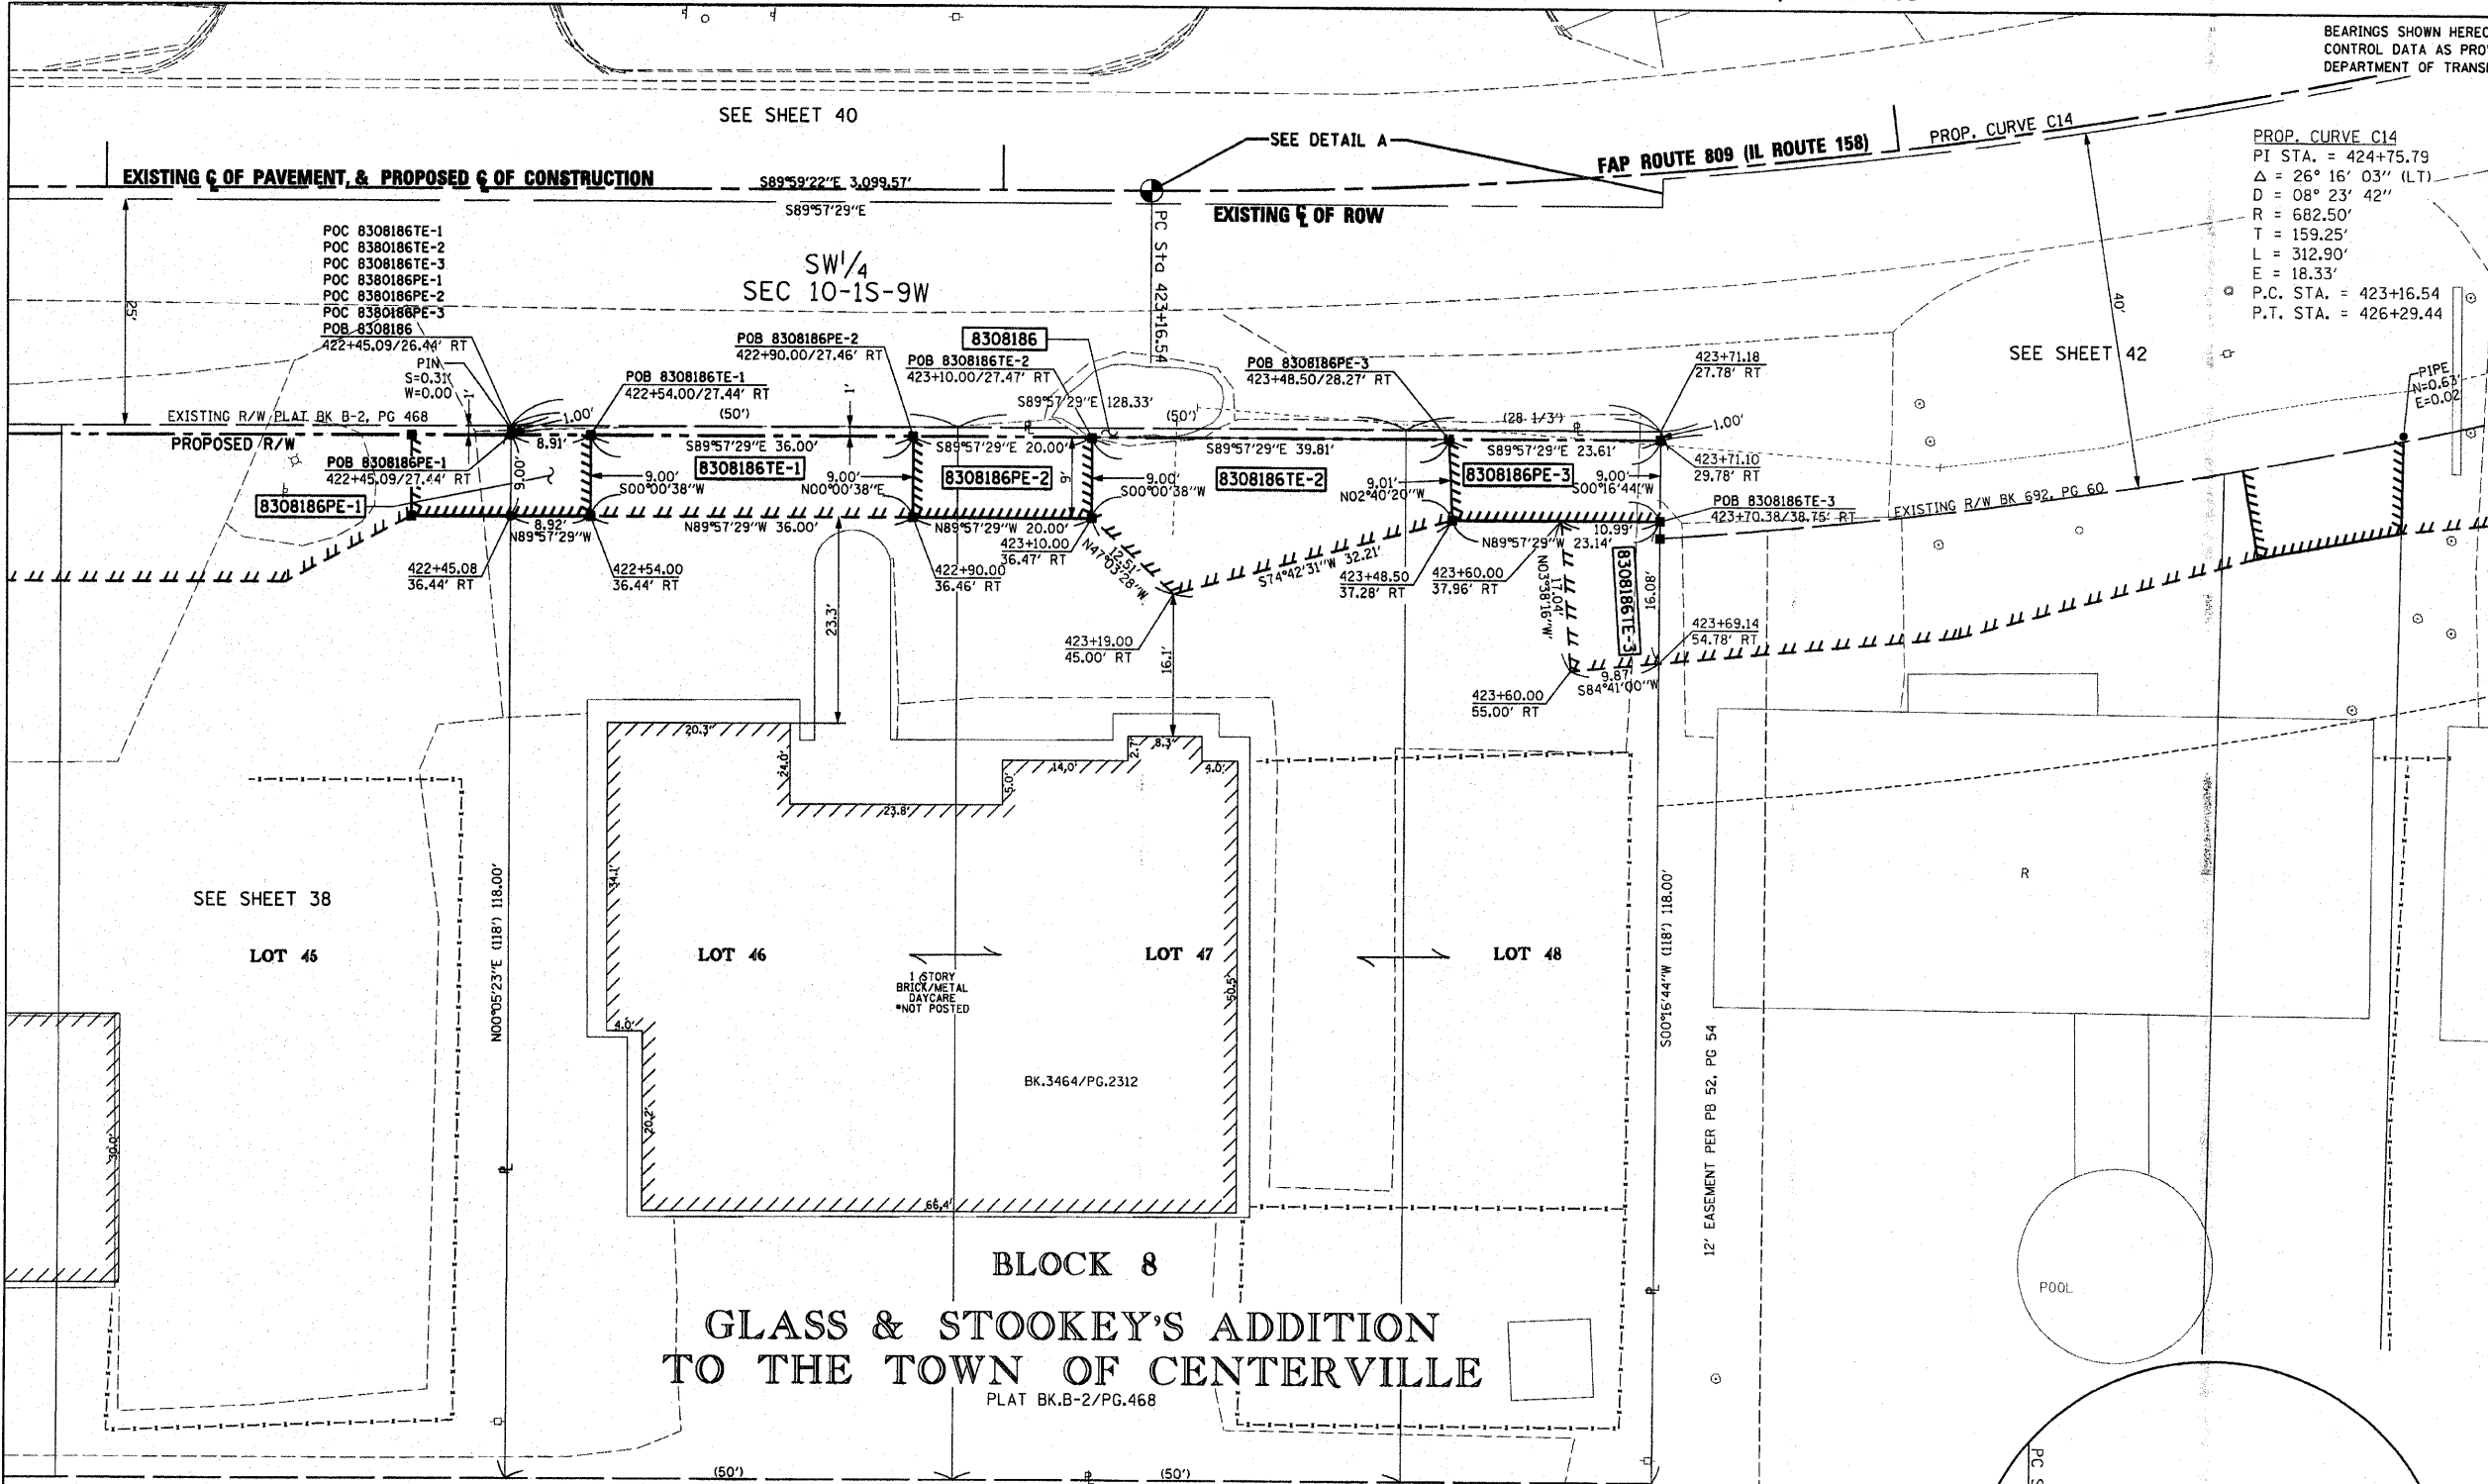 BEARINGS SHOWN
CONTROL DATA AS
DEPARTMENT OF
SEE SHEET 40
SEE DETAIL A
FAP ROUTE 809 (IL ROUTE 158)
PROP. CURVE C14
PROP. CURVE C14
PI STA. = 424+75.79
Δ = 26° 16' 03" (LT)
D = 08° 23' 42"
R = 682.50'
T = 159.25'
L = 312.90'
E = 18.33'
P.C. STA. = 423+16.54
P.T. STA. = 426+29.44
EXISTING ℄ OF PAVEMENT, & PROPOSED ℄ OF CONSTRUCTION
S89°59'22"E 3,099.57'
S89°57'29"E
EXISTING ℄ OF ROW
PC Sta 423+16.54
25'
40'
POC 8308186TE-1
POC 8380186TE-2
POC 8308186TE-3
POC 8380186PE-1
POC 8380186PE-2
POC 8380186PE-3
POB 8308186
422+45.09/26.44' RT
SW1/4
SEC 10-1S-9W
PIN
S=0.31'
W=0.00
1'
1.00'
POB 8308186TE-1
422+54.00/27.44' RT
(50')
POB 8308186PE-2
422+90.00/27.46' RT
1'
8308186
POB 8308186TE-2
423+10.00/27.47' RT
S89°57'29"E 128.33'
(50')
POB 8308186PE-3
423+48.50/28.27' RT
(28-1/3')
423+71.18
27.78' RT
1.00'
SEE SHEET 42
PIPE
N=0.63'
E=0.02
EXISTING R/W PLAT BK B-2, PG 468
PROPOSED R/W
8.91'
S89°57'29"E 36.00'
S89°57'29"E 20.00'
S89°57'29"E 39.81'
S89°57'29"E 23.61'
423+71.10
29.78' RT
POB 8308186PE-1
422+45.09/27.44' RT
8308186PE-1
9.00'
9.00'
S00°00'38"W
8308186TE-1
9.00'
N00°00'38"E
8308186PE-2
9'
9.00'
S00°00'38"W
8308186TE-2
9.01'
N02°40'20"W
8308186PE-3
9.00'
S00°16'44"W
POB 8308186TE-3
423+70.38/38.75' RT
EXISTING R/W BK 692, PG 60
8.92'
N89°57'29"W
N89°57'29"W 36.00'
N89°57'29"W 20.00'
N89°57'29"W 23.14'
10.99'
422+45.08
36.44' RT
422+54.00
36.44' RT
422+90.00
36.46' RT
423+10.00
36.47' RT
12.51'
N47°03'28"W
S74°42'31"W 32.21'
423+48.50
37.28' RT
423+60.00
37.96' RT
N03°38'16"W
17.04'
8308186TE-3
16.08'
423+19.00
45.00' RT
423+69.14
54.78' RT
9.87'
S84°41'00"W
423+60.00
55.00' RT
23.3'
16.1'
20.3'
24.0'
23.8'
5.0'
14.0'
2.7'
8.3'
4.0'
34.1'
4.0'
20.2'
66.4'
50.5'
30.0'
SEE SHEET 38
LOT 45
N00°05'23"E (118') 118.00'
LOT 46
LOT 47
LOT 48
1 STORY
BRICK/METAL
DAYCARE
*NOT POSTED
BK.3464/PG.2312
S00°16'44"W (118') 118.00'
12' EASEMENT PER PB 52, PG 54
R
POOL
BLOCK 8
GLASS & STOOKEY'S ADDITION
TO THE TOWN OF CENTERVILLE
PLAT BK.B-2/PG.468
(50')
(50')
PC